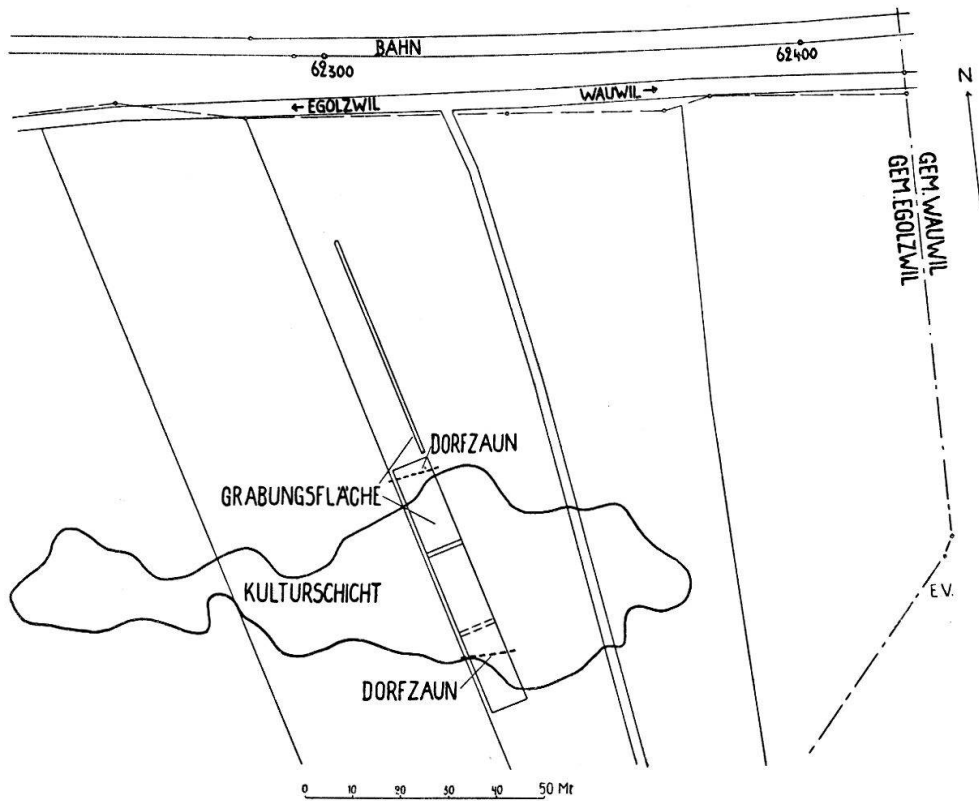 BAHN
62300
62400
← EGOLZWIL
WAUWIL →
N
GEM. WAUWIL
GEM. EGOLZWIL
DORFZAUN
GRABUNGSFLÄCHE
KULTURSCHICHT
E.V.
DORFZAUN
0 10 20 30 40 50 Mt